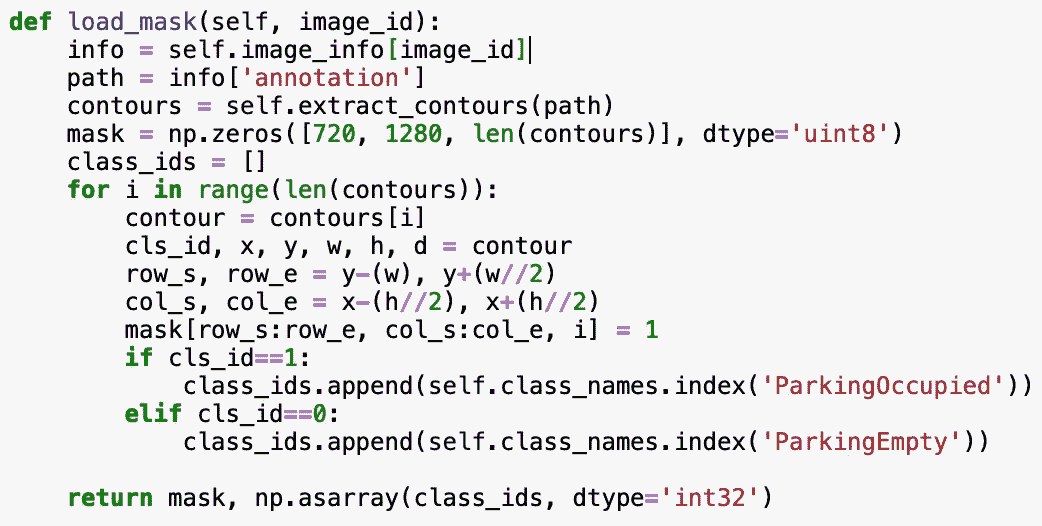 def load_mask(self, image_id):
    info = self.image_info[image_id]
    path = info['annotation']
    contours = self.extract_contours(path)
    mask = np.zeros([720, 1280, len(contours)], dtype='uint8')
    class_ids = []
    for i in range(len(contours)):
        contour = contours[i]
        cls_id, x, y, w, h, d = contour
        row_s, row_e = y-(w), y+(w//2)
        col_s, col_e = x-(h//2), x+(h//2)
        mask[row_s:row_e, col_s:col_e, i] = 1
        if cls_id==1:
            class_ids.append(self.class_names.index('ParkingOccupied'))
        elif cls_id==0:
            class_ids.append(self.class_names.index('ParkingEmpty'))
    return mask, np.asarray(class_ids, dtype='int32')